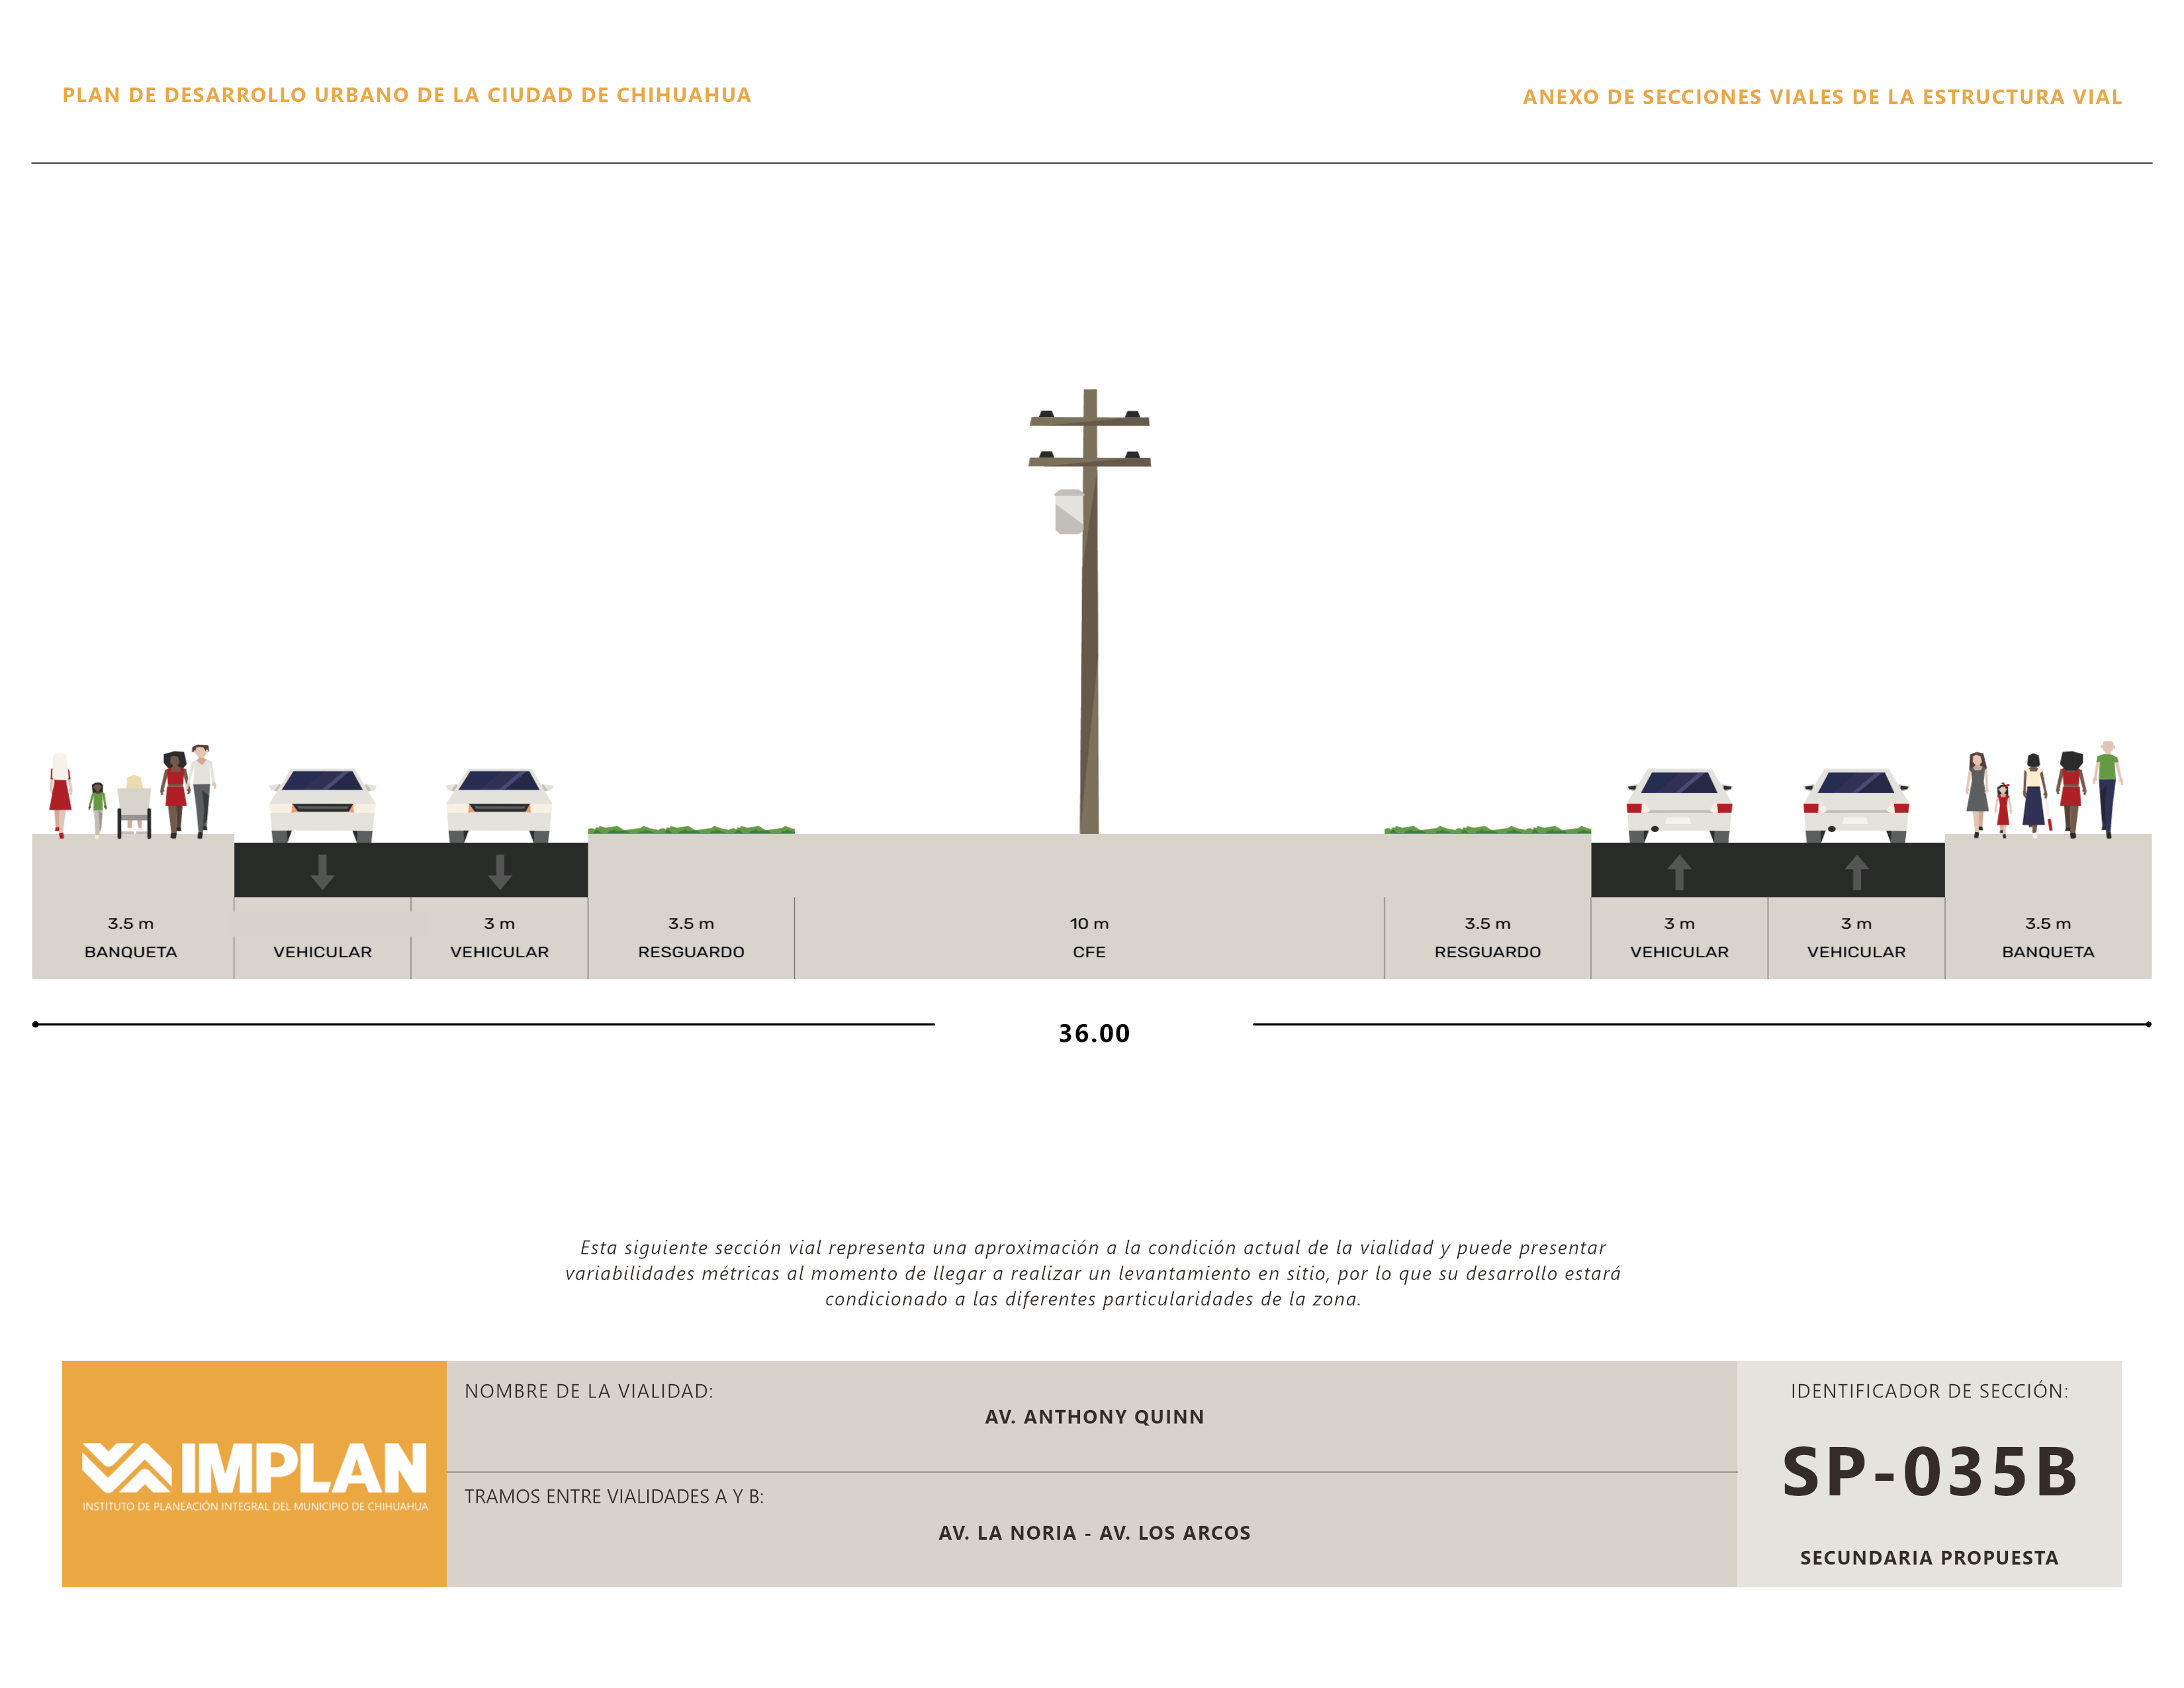 PLAN DE DESARROLLO URBANO DE LA CIUDAD DE CHIHUAHUA
ANEXO DE SECCIONES VIALES DE LA ESTRUCTURA VIAL
3.5 m
BANQUETA
VEHICULAR
3 m
VEHICULAR
3.5 m
RESGUARDO
10 m
CFE
3.5 m
RESGUARDO
3 m
VEHICULAR
3 m
VEHICULAR
3.5 m
BANQUETA
36.00
Esta siguiente sección vial representa una aproximación a la condición actual de la vialidad y puede presentar
variabilidades métricas al momento de llegar a realizar un levantamiento en sitio, por lo que su desarrollo estará
condicionado a las diferentes particularidades de la zona.
IMPLAN
INSTITUTO DE PLANEACIÓN INTEGRAL DEL MUNICIPIO DE CHIHUAHUA
NOMBRE DE LA VIALIDAD:
AV. ANTHONY QUINN
TRAMOS ENTRE VIALIDADES A Y B:
AV. LA NORIA - AV. LOS ARCOS
IDENTIFICADOR DE SECCIÓN:
SP-035B
SECUNDARIA PROPUESTA